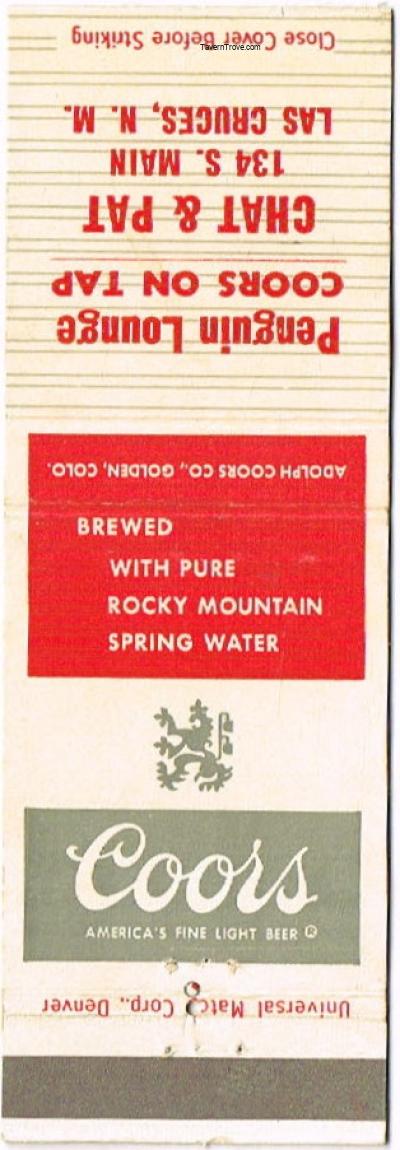 Close Cover Before Striking
TavernTrove.com
Penguin Lounge
COORS ON TAP
CHAT & PAT
134 S. MAIN
LAS CRUCES, N. M.
ADOLPH COORS CO., GOLDEN, COLO.
BREWED
WITH PURE
ROCKY MOUNTAIN
SPRING WATER
Coors
AMERICA'S FINE LIGHT BEER ®
Universal Match Corp., Denver